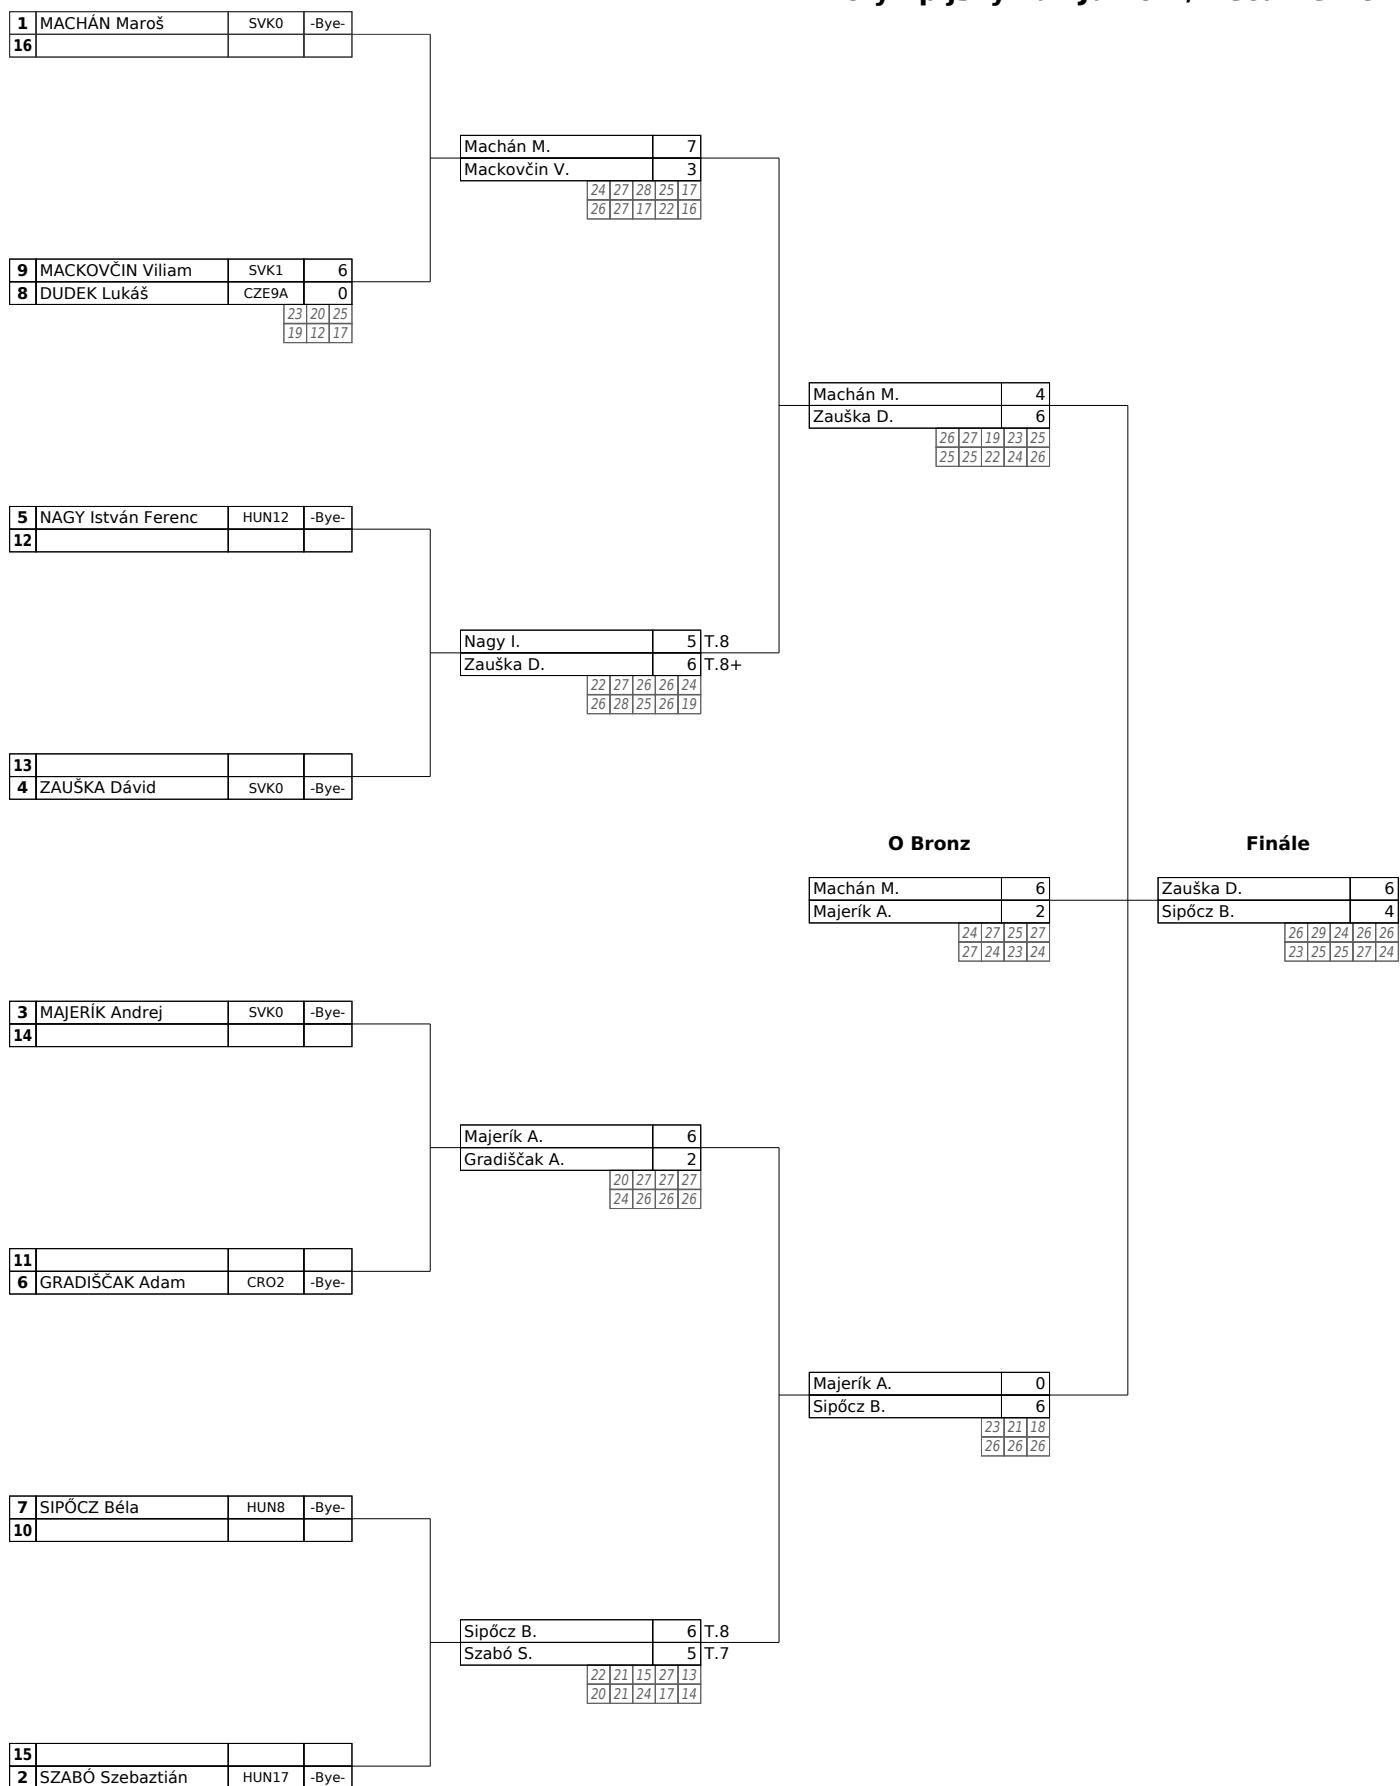 1 MACHÁN Maroš SVK0 -Bye-
16
Machán M. 7
Mackovčin V. 3
24 27 28 25 17
26 27 17 22 16
9 MACKOVČIN Viliam SVK1 6
8 DUDEK Lukáš CZE9A 0
23 20 25
19 12 17
Machán M. 4
Zauška D. 6
26 27 19 23 25
25 25 22 24 26
5 NAGY István Ferenc HUN12 -Bye-
12
Nagy I. 5 T.8
Zauška D. 6 T.8+
22 27 26 26 24
26 28 25 26 19
13
4 ZAUŠKA Dávid SVK0 -Bye-
O Bronz
Machán M. 6
Majerík A. 2
24 27 25 27
27 24 23 24
Finále
Zauška D. 6
Sipőcz B. 4
26 29 24 26 26
23 25 25 27 24
3 MAJERÍK Andrej SVK0 -Bye-
14
Majerík A. 6
Gradiščak A. 2
20 27 27 27
24 26 26 26
11
6 GRADIŠČAK Adam CRO2 -Bye-
Majerík A. 0
Sipőcz B. 6
23 21 18
26 26 26
7 SIPŐCZ Béla HUN8 -Bye-
10
Sipőcz B. 6 T.8
Szabó S. 5 T.7
22 21 15 27 13
20 21 24 17 14
15
2 SZABÓ Szebaztián HUN17 -Bye-